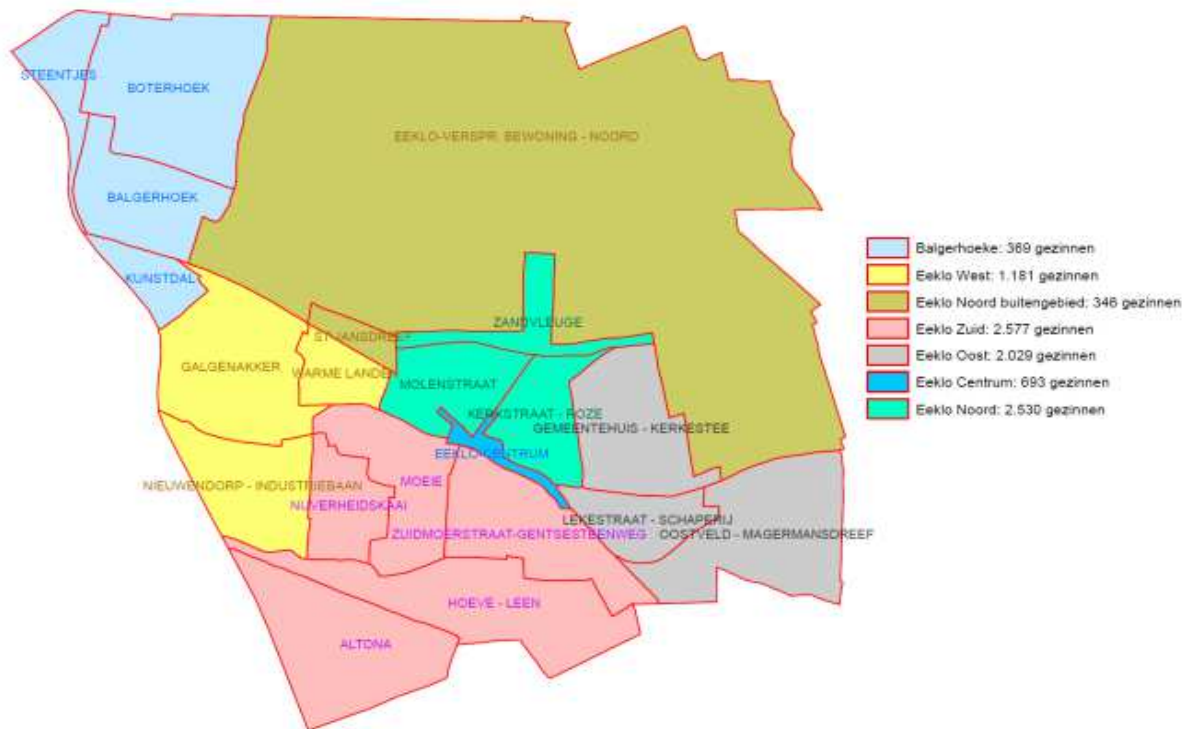 STEENTJES
BOTERHOEK
EEKLO-VERSPR. BEWONING - NOORD
BALGERHOEK
KUNSTDAL
ZANDVLEUGE
ST-JANSDREEF
GALGENAKKER
WARME LANDEN
MOLENSTRAAT
KERKSTRAAT - ROZE
GEMEENTEHUIS - KERKESTEE
EEKLO-CENTRUM
NIEUWENDORP - INDUSTRIEBAAN
MOEIE
NIJVERHEIDSKAAI
LEKESTRAAT - SCHAPERIJ
ZUIDMOERSTRAAT-GENTSESTEENWEG
OOSTVELD - MAGERMANSDREEF
HOEVE - LEEN
ALTONA
Balgerhoeke: 369 gezinnen
Eeklo West: 1.181 gezinnen
Eeklo Noord buitengebied: 346 gezinnen
Eeklo Zuid: 2.577 gezinnen
Eeklo Oost: 2.029 gezinnen
Eeklo Centrum: 693 gezinnen
Eeklo Noord: 2.530 gezinnen